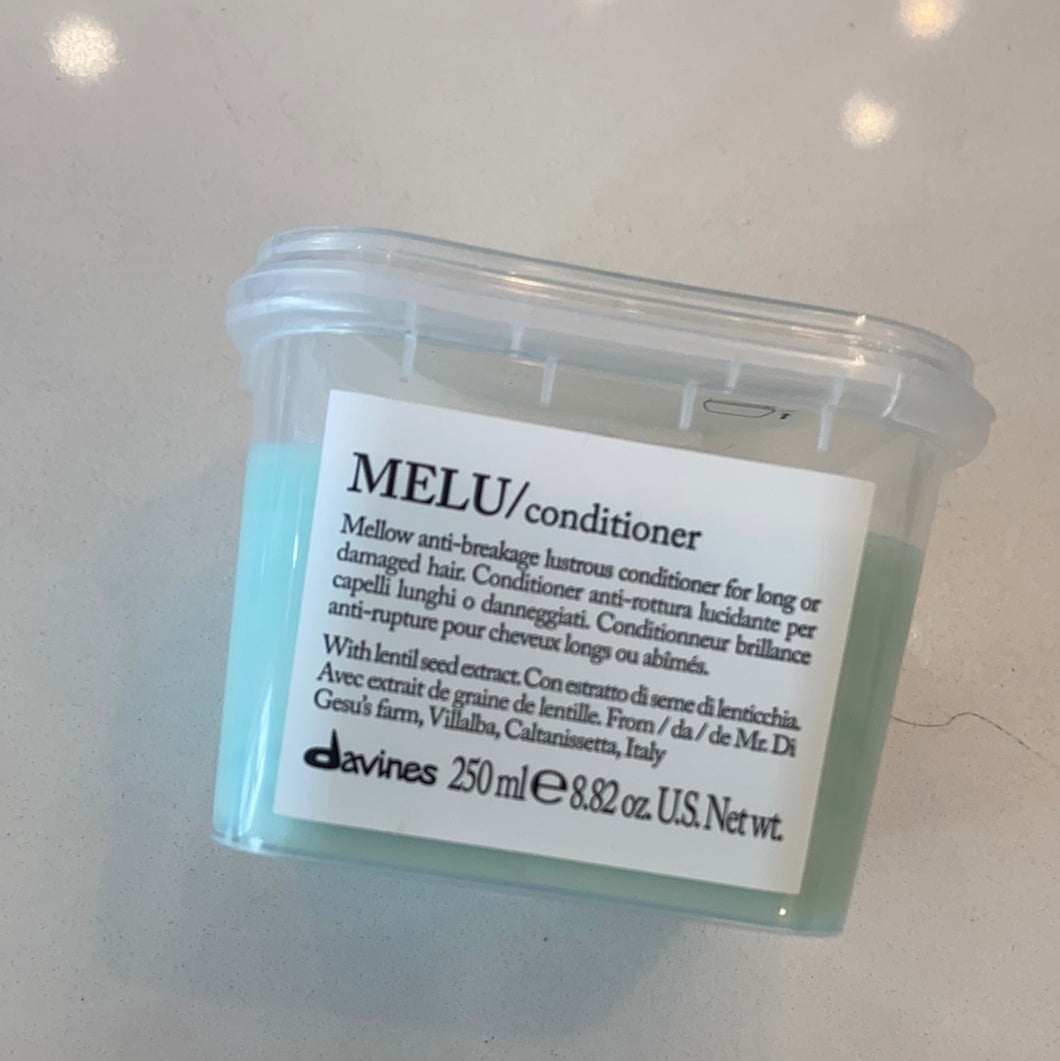 MELU/conditioner
Mellow anti-breakage lustrous conditioner for long or
damaged hair. Conditioner anti-rottura lucidante per
capelli lunghi o danneggiati. Conditionneur brillance
anti-rupture pour cheveux longs ou abîmés.
With lentil seed extract. Con estratto di seme di lenticchia.
Avec extrait de graine de lentille. From / da / de Mr. Di
Gesu's farm, Villalba, Caltanissetta, Italy
davines 250 ml e 8.82 oz. U.S. Net wt.